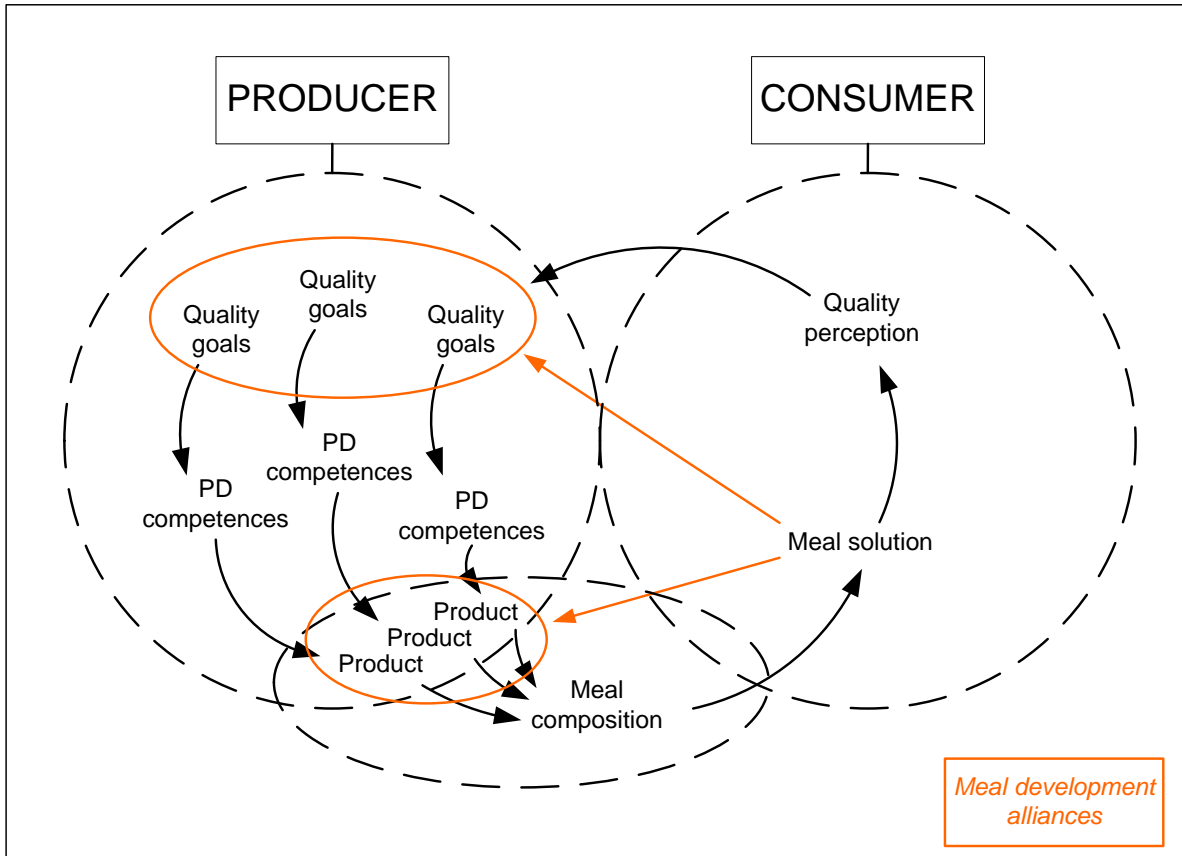 PRODUCER
CONSUMER
Quality
goals
Quality
goals
Quality
goals
Quality
perception
PD
competences
PD
competences
PD
competences
Meal solution
Product
Product
Product
Meal
composition
Meal development
alliances